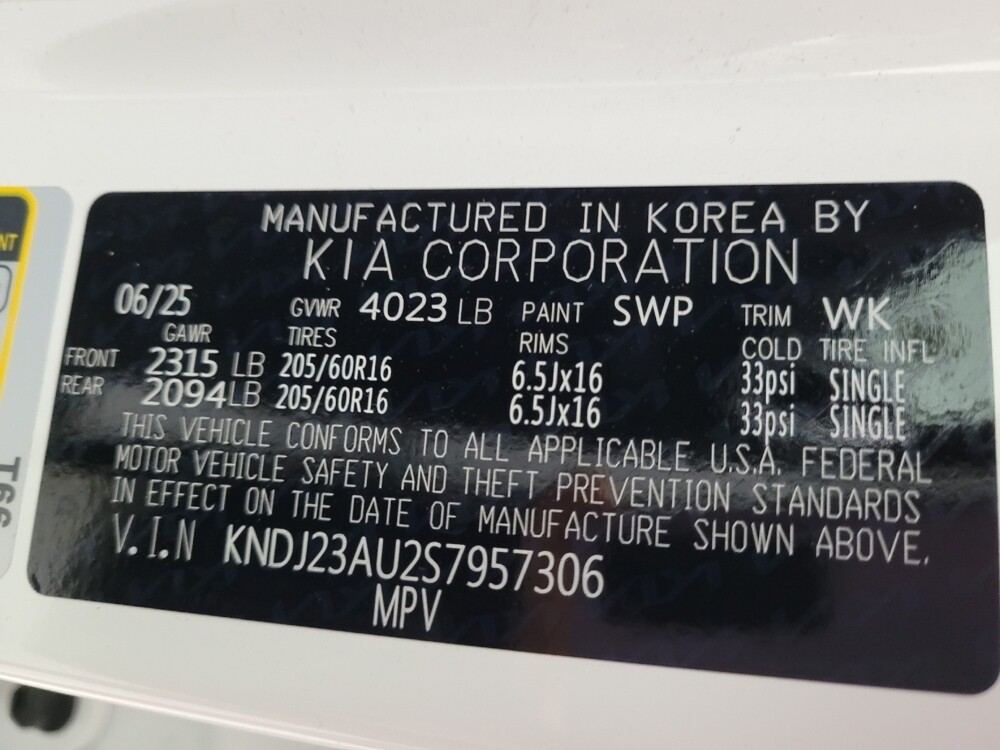 MANUFACTURED IN KOREA BY
KIA CORPORATION
06/25 GVWR 4023 LB PAINT SWP TRIM WK
GAWR TIRES RIMS COLD TIRE INFL
FRONT 2315 LB 205/60R16 6.5Jx16 33psi SINGLE
REAR 2094 LB 205/60R16 6.5Jx16 33psi SINGLE
THIS VEHICLE CONFORMS TO ALL APPLICABLE U.S.A. FEDERAL
MOTOR VEHICLE SAFETY AND THEFT PREVENTION STANDARDS
IN EFFECT ON THE DATE OF MANUFACTURE SHOWN ABOVE.
V.I.N KNDJ23AU2S7957306
MPV
NT